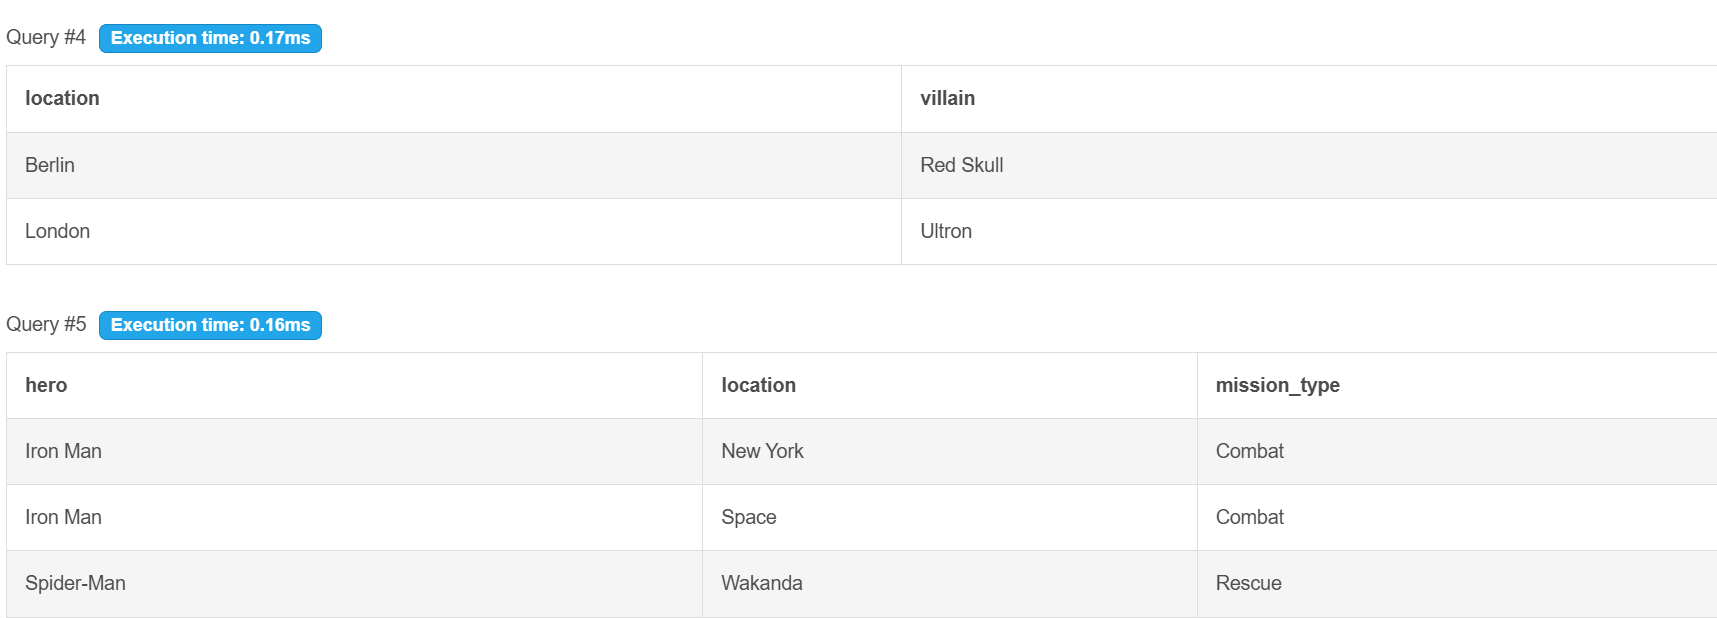 Query #4 Execution time: 0.17ms
location villain
Berlin Red Skull
London Ultron
Query #5 Execution time: 0.16ms
hero location mission_type
Iron Man New York Combat
Iron Man Space Combat
Spider-Man Wakanda Rescue